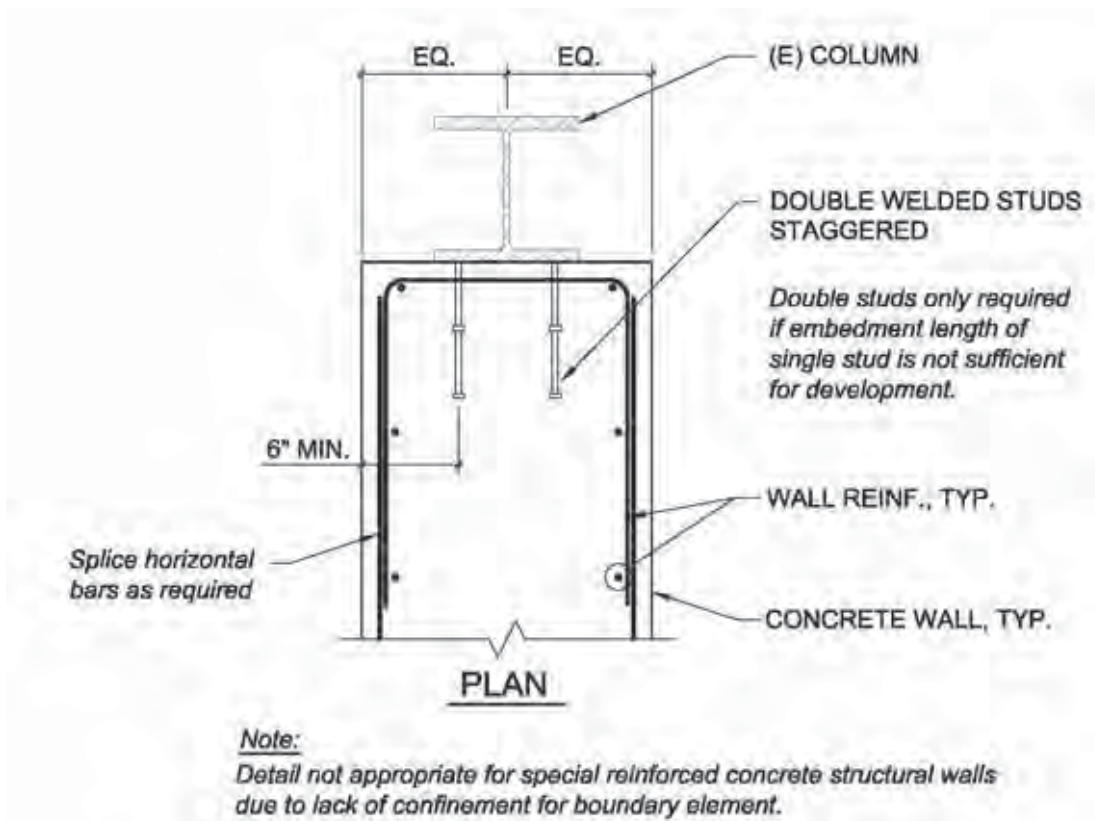 EQ.
EQ.
(E) COLUMN
DOUBLE WELDED STUDS
STAGGERED
Double studs only required
if embedment length of
single stud is not sufficient
for development.
6" MIN.
WALL REINF., TYP.
Splice horizontal
bars as required
CONCRETE WALL, TYP.
PLAN
Note:
Detail not appropriate for special reinforced concrete structural walls
due to lack of confinement for boundary element.